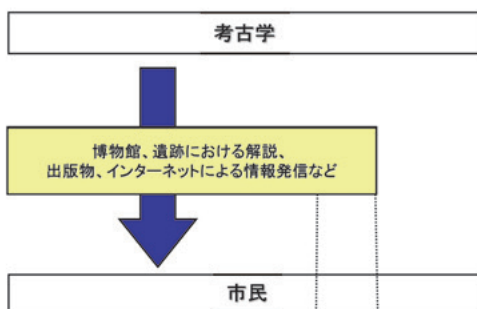 考古学
博物館、遺跡における解説、
出版物、インターネットによる情報発信など
市民